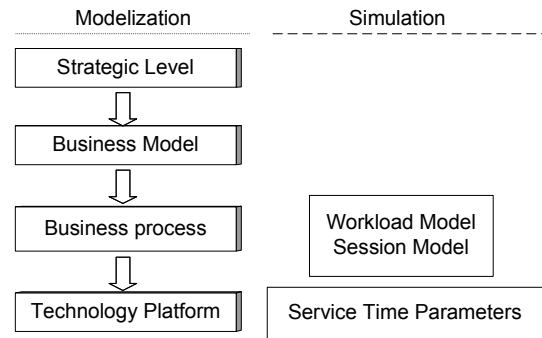 Modelization
Simulation
Strategic Level
Business Model
Business process
Workload Model
Session Model
Technology Platform
Service Time Parameters